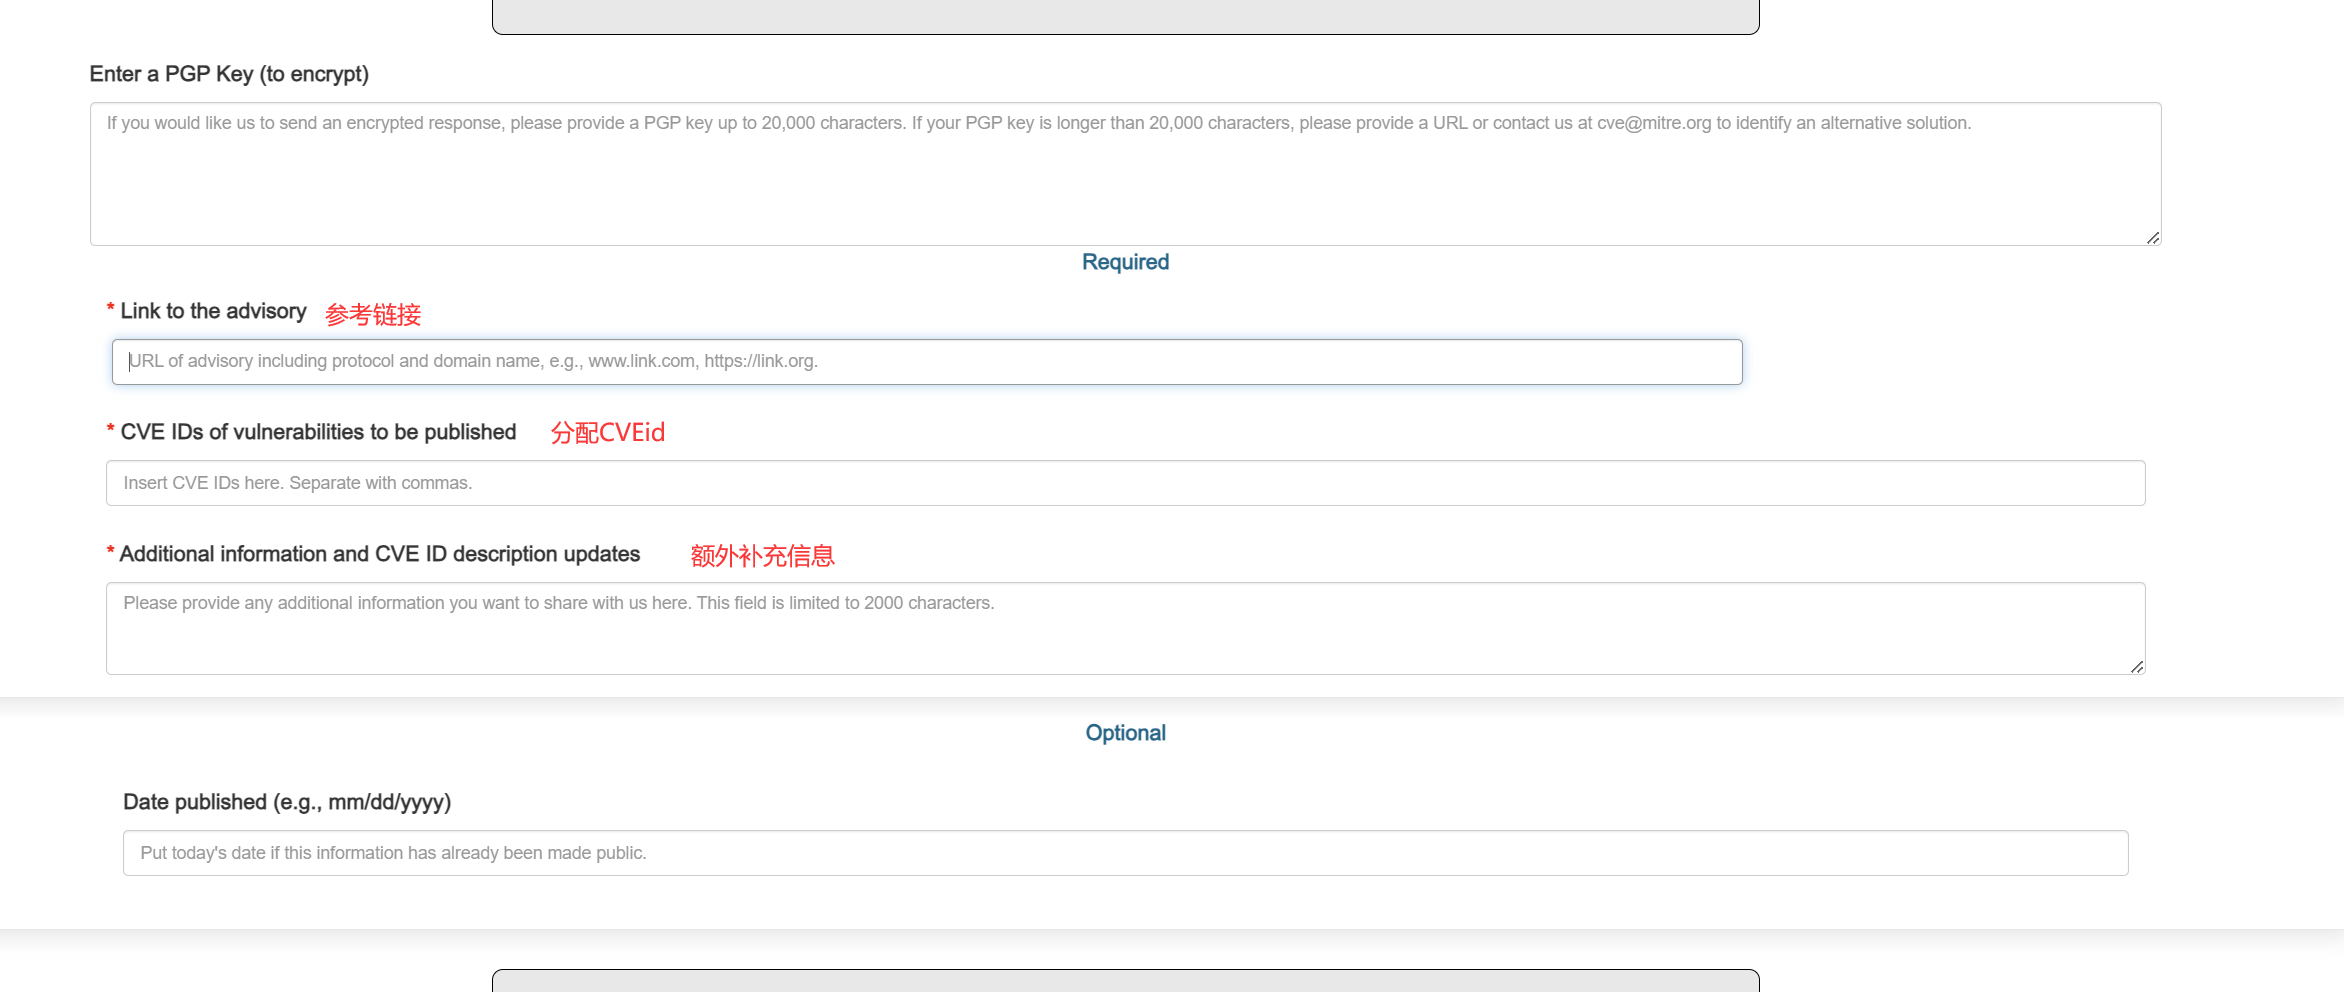 Enter a PGP Key (to encrypt)
If you would like us to send an encrypted response, please provide a PGP key up to 20,000 characters. If your PGP key is longer than 20,000 characters, please provide a URL or contact us at cve@mitre.org to identify an alternative solution.
Required
* Link to the advisory 参考链接
URL of advisory including protocol and domain name, e.g., www.link.com, https://link.org.
* CVE IDs of vulnerabilities to be published 分配CVEid
Insert CVE IDs here. Separate with commas.
* Additional information and CVE ID description updates 额外补充信息
Please provide any additional information you want to share with us here. This field is limited to 2000 characters.
Optional
Date published (e.g., mm/dd/yyyy)
Put today's date if this information has already been made public.